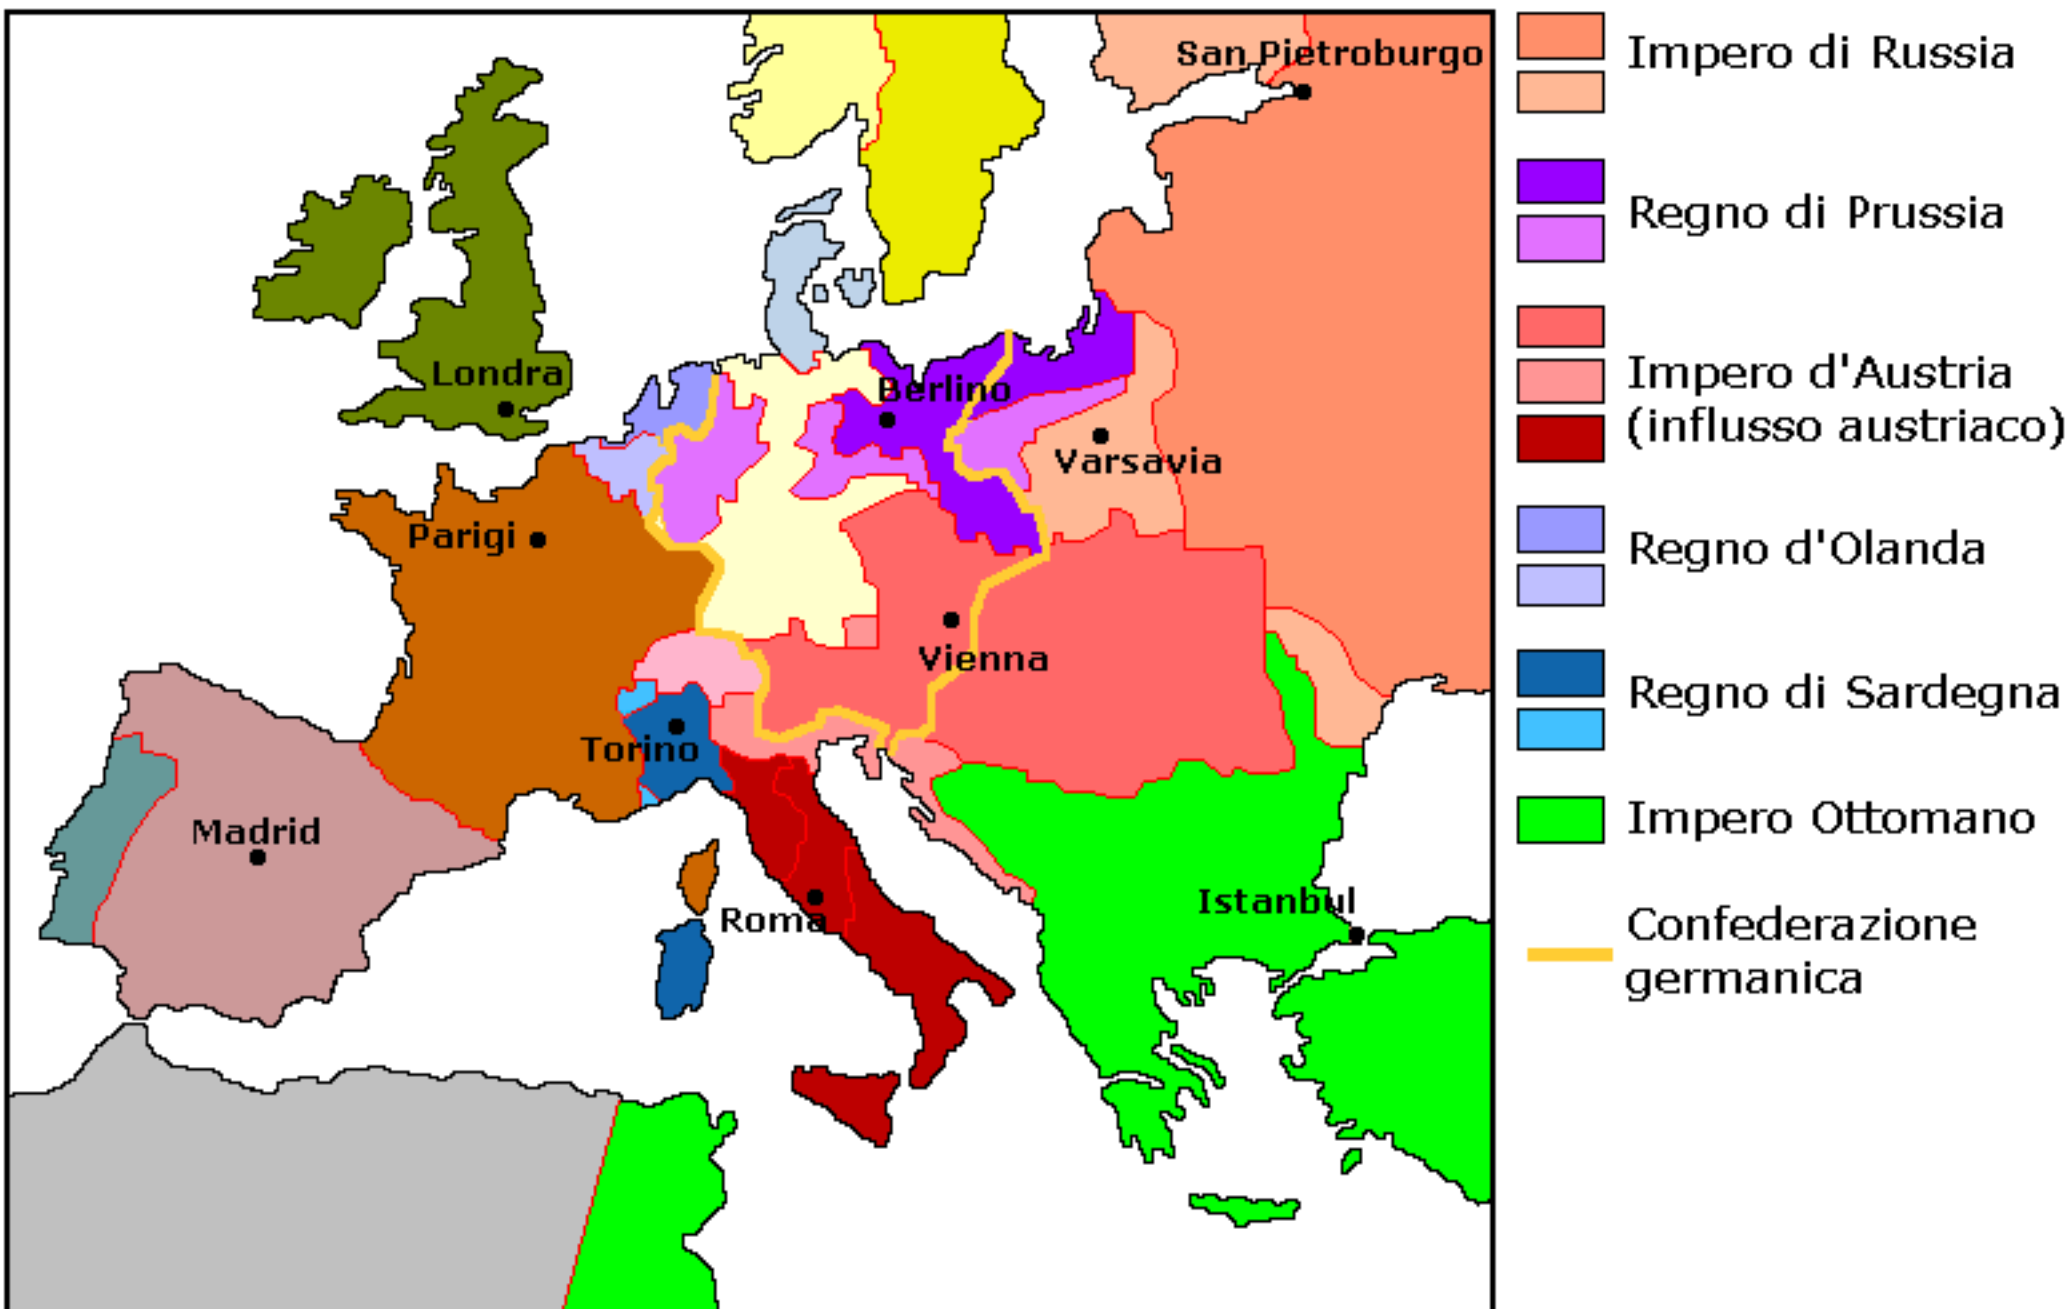 San Pietroburgo
Londra
Berlino
Varsavia
Parigi
Vienna
Torino
Madrid
Roma
Istanbul
Impero di Russia
Regno di Prussia
Impero d'Austria
(influsso austriaco)
Regno d'Olanda
Regno di Sardegna
Impero Ottomano
Confederazione
germanica